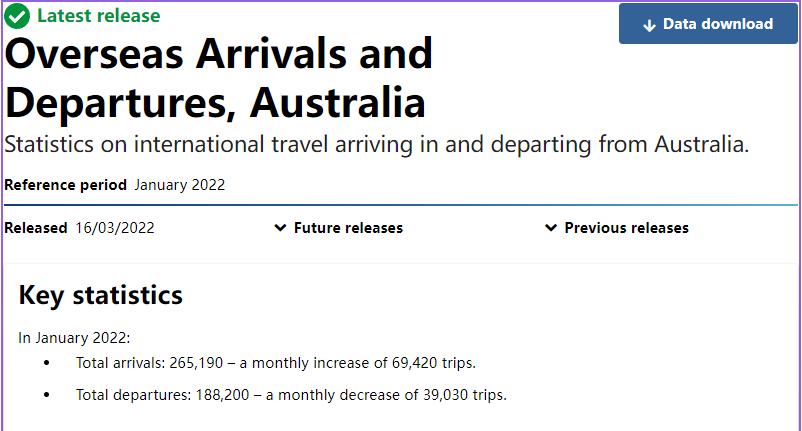 Latest release
Data download
Overseas Arrivals and
Departures, Australia
Statistics on international travel arriving in and departing from Australia.
Reference period January 2022
Released 16/03/2022 Future releases Previous releases
Key statistics
In January 2022:
• Total arrivals: 265,190 – a monthly increase of 69,420 trips.
• Total departures: 188,200 – a monthly decrease of 39,030 trips.